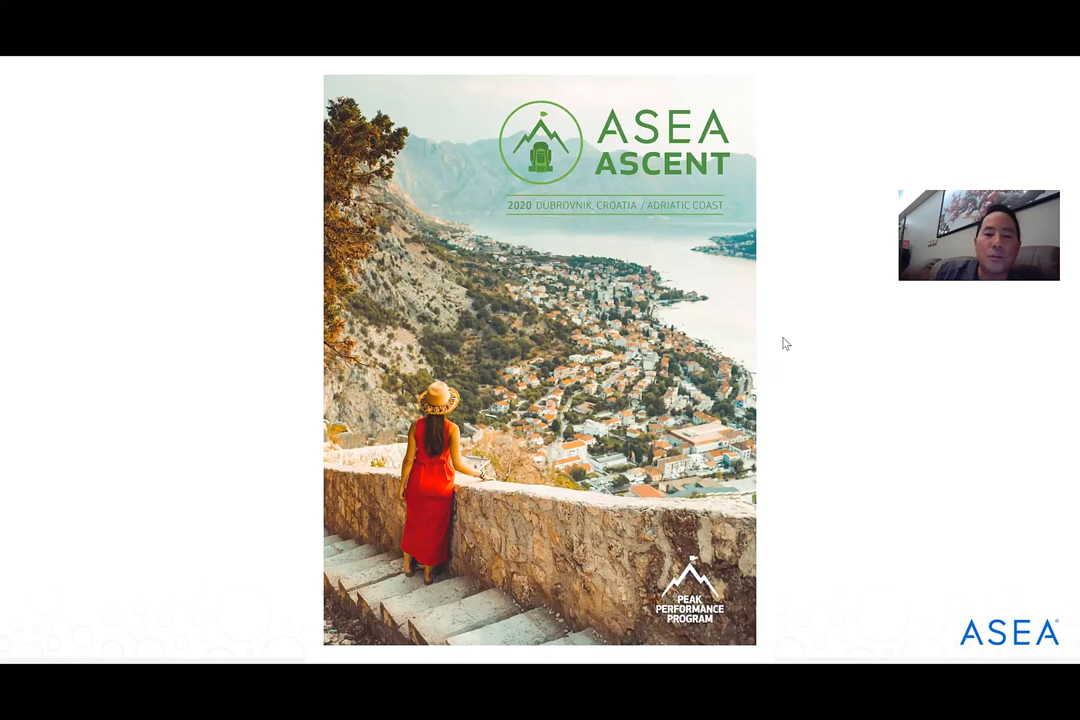 ASEA
ASCENT
2020 DUBROVNIK, CROATIA / ADRIATIC COAST
PEAK
PERFORMANCE
PROGRAM
ASEA®